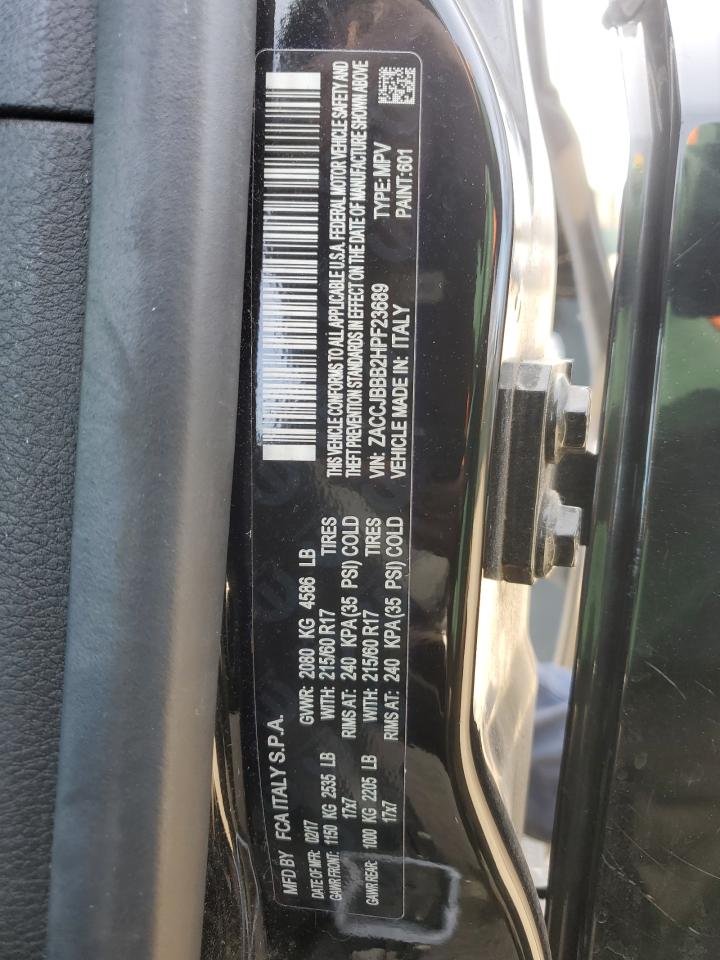 MFD BY FCA ITALY S.P.A.
DATE OF MFR: 02/17 GVWR: 2080 KG 4586 LB
GAWR FRONT: 1150 KG 2535 LB WITH: 215/60 R17 TIRES
17x7 RIMS AT: 240 KPA(35 PSI) COLD
GAWR REAR: 1000 KG 2205 LB WITH: 215/60 R17 TIRES
17x7 RIMS AT: 240 KPA(35 PSI) COLD
THIS VEHICLE CONFORMS TO ALL APPLICABLE U.S.A. FEDERAL MOTOR VEHICLE SAFETY AND
THEFT PREVENTION STANDARDS IN EFFECT ON THE DATE OF MANUFACTURE SHOWN ABOVE
VIN: ZACCJBBB2HPF23689 TYPE: MPV
VEHICLE MADE IN: ITALY PAINT:601